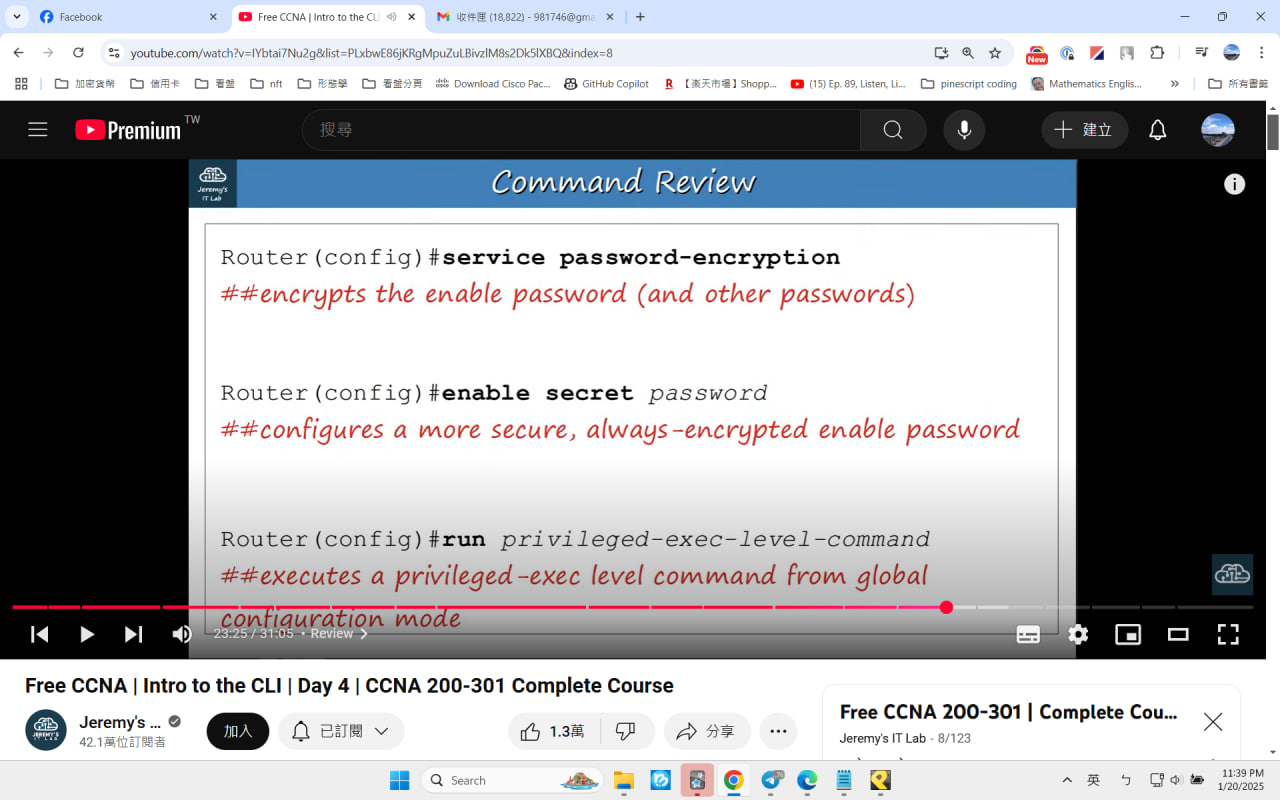 Facebook
Free CCNA | Intro to the CLI
收件匣 (18,822) - 981746@gma
youtube.com/watch?v=IYbtai7Nu2g&list=PLxbwE86jKRgMpuZuLBivzlM8s2Dk5lXBQ&index=8
New
加密貨幣
信用卡
看盤
nft
形態學
看盤分頁
Download Cisco Pac...
GitHub Copilot
【楽天市場】Shopp...
(15) Ep. 89, Listen, Li...
pinescript coding
Mathematics Englis...
»
所有書籤
Premium TW
搜尋
建立
Jeremy's
IT Lab
Command Review
Router(config)#service password-encryption
##encrypts the enable password (and other passwords)
Router(config)#enable secret password
##configures a more secure, always-encrypted enable password
Router(config)#run privileged-exec-level-command
##executes a privileged-exec level command from global
configuration mode
23:25 / 31:05 • Review
Free CCNA | Intro to the CLI | Day 4 | CCNA 200-301 Complete Course
JEREMY'S
IT LAB
Jeremy's ...
42.1萬位訂閱者
加入
已訂閱
1.3萬
分享
Free CCNA 200-301 | Complete Cou...
Jeremy's IT Lab - 8/123
Search
76
英
ㄅ
11:39 PM
1/20/2025